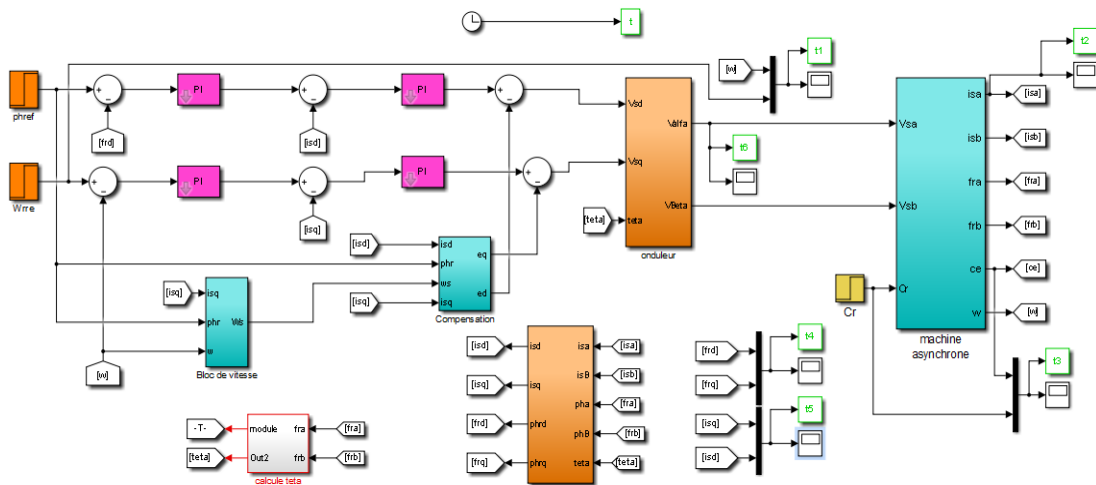 t
phref
PI
PI
[frd]
[isd]
Wrre
PI
PI
[w]
[isq]
[isd]
[isq]
isd
phr
ws
isq
eq
ed
Compensation
[isq]
isq
phr
w
Ws
Bloc de vitesse
Vsd
Vsq
teta
VAlfa
VBeta
onduleur
[teta]
[w]
t1
t6
Vsa
Vsb
Cr
isa
isb
fra
frb
ce
w
machine
asynchrone
t2
[isa]
[isb]
[fra]
[frb]
[ce]
[w]
Cr
t3
[isd]
[isq]
[frd]
[frq]
isd
isq
phrd
phrq
isa
isB
pha
phB
teta
[isa]
[isb]
[fra]
[frb]
[teta]
[frd]
[frq]
t4
[isq]
[isd]
t5
-T-
[teta]
module
Out2
fra
frb
[fra]
[frb]
calcule teta